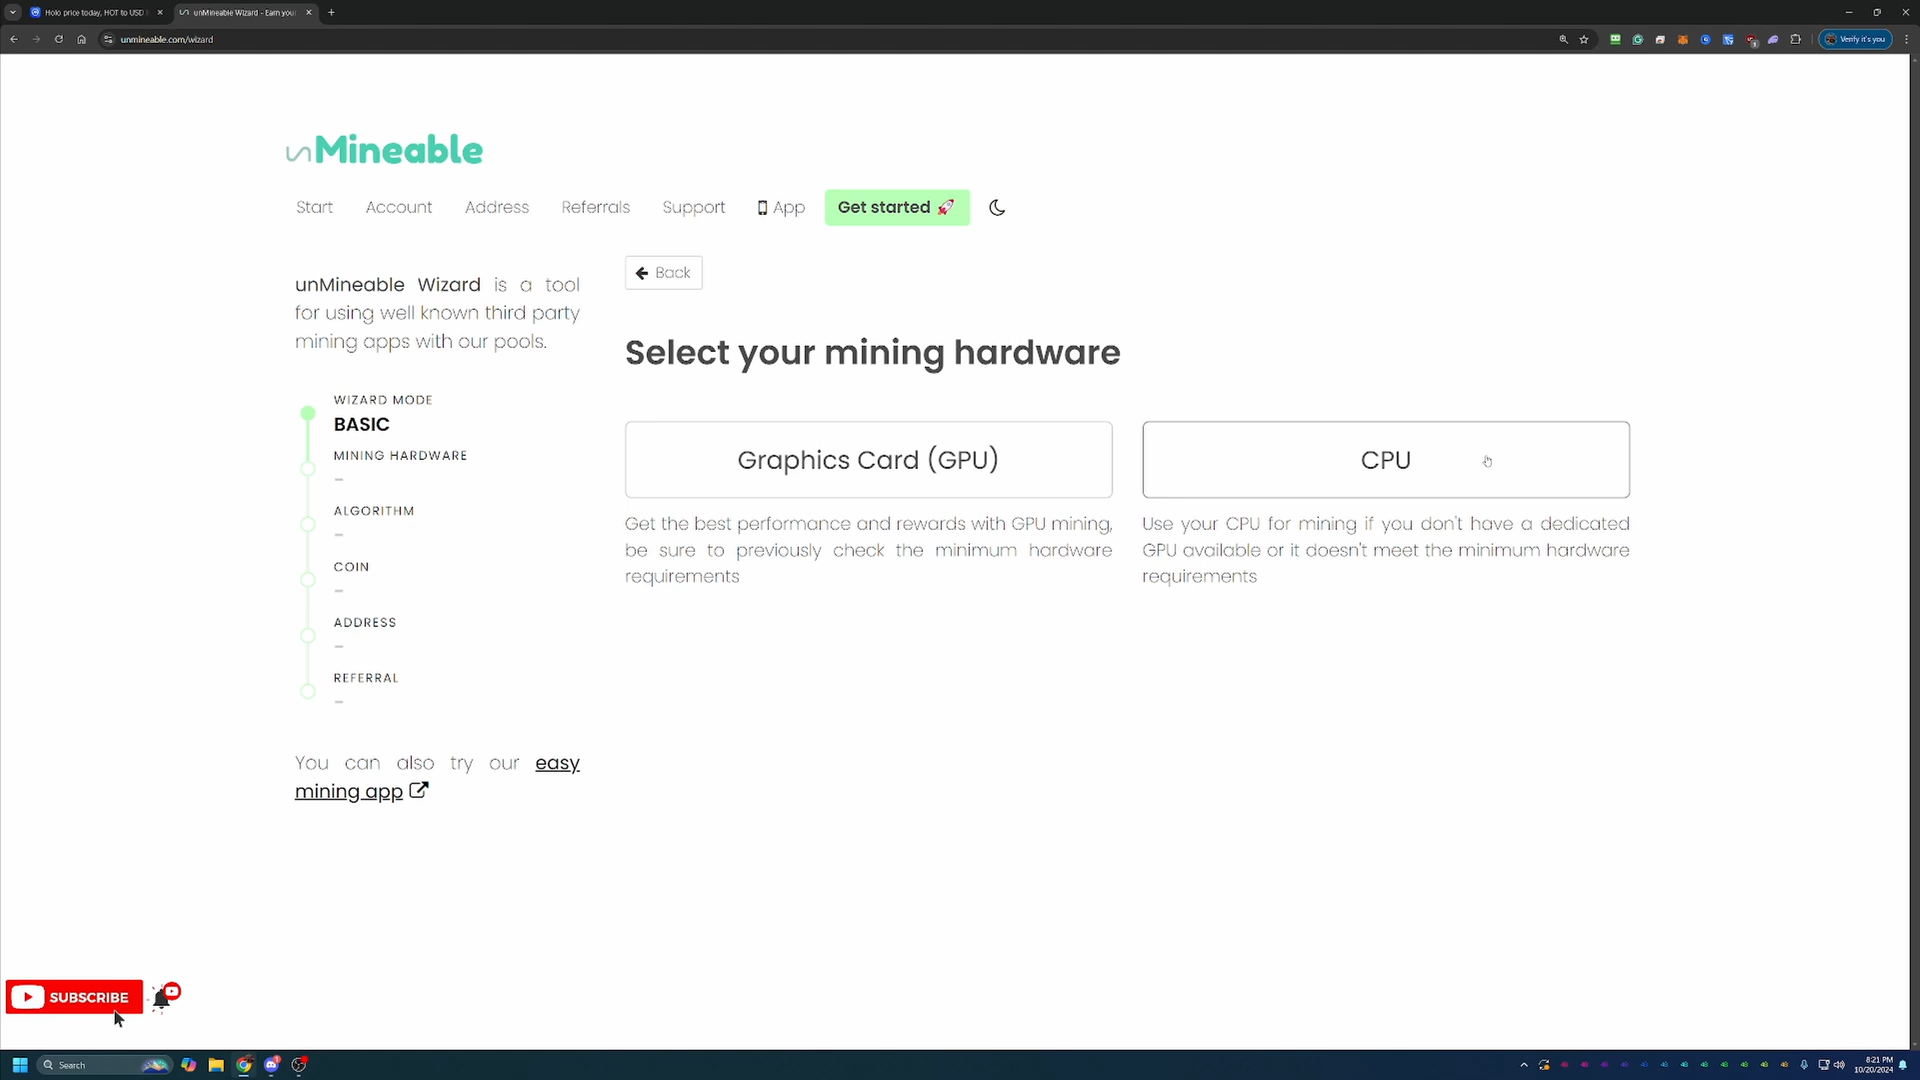 Holo price today, HOT to USD
unMineable Wizard - Earn you
unmineable.com/wizard
Verify it's you
unMineable
Start
Account
Address
Referrals
Support
App
Get started 🚀
unMineable Wizard is a tool
for using well known third party
mining apps with our pools.
Back
Select your mining hardware
WIZARD MODE
BASIC
MINING HARDWARE
–
ALGORITHM
–
COIN
–
ADDRESS
–
REFERRAL
–
Graphics Card (GPU)
Get the best performance and rewards with GPU mining,
be sure to previously check the minimum hardware
requirements
CPU
Use your CPU for mining if you don't have a dedicated
GPU available or it doesn't meet the minimum hardware
requirements
You can also try our easy
mining app
SUBSCRIBE
Search
8:21 PM
10/20/2024